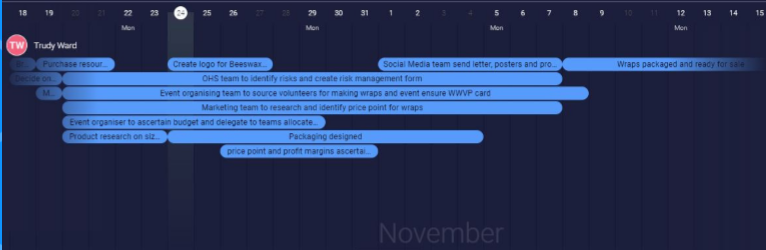 18 19 20 21 22 23 24 25 26 27 28 29 30 31 1 2 3 4 5 6 7 8 9 10 11 12 13 14 15
Mon Mon Mon Mon
TW Trudy Ward
Br... Purchase resour... Create logo for Beeswax... Social Media team send letter, posters and pro... Wraps packaged and ready for sale
Decide on... OHS team to identify risks and create risk management form
M... Event organising team to source volunteers for making wraps and event ensure WWVP card
Marketing team to research and identify price point for wraps
Event organiser to ascertain budget and delegate to teams allocate...
Product research on siz... Packaging designed
price point and profit margins ascertai...
November